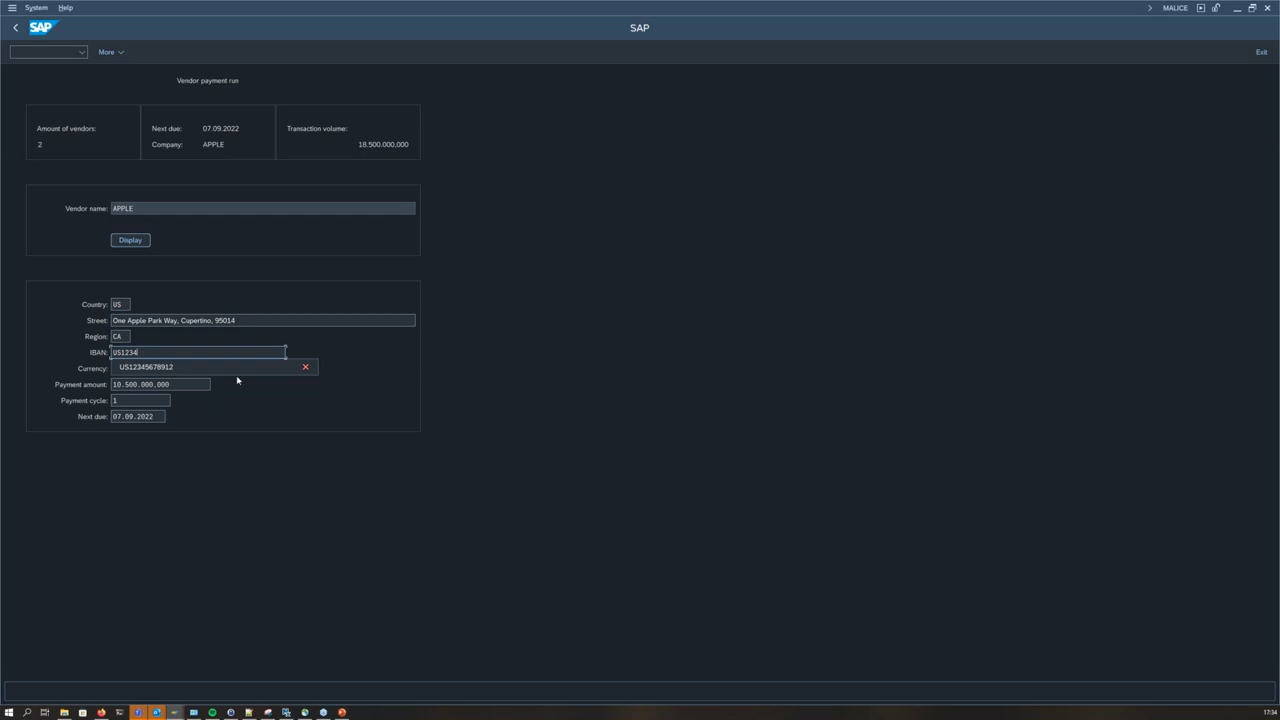 System Help
MALICE
SAP
SAP
More
Exit
Vendor payment run
Amount of vendors:
2
Next due: 07.09.2022
Company: APPLE
Transaction volume:
18.500.000,000
Vendor name: APPLE
Display
Country: US
Street: One Apple Park Way, Cupertino, 95014
Region: CA
IBAN: US1234
US12345678912
Currency:
Payment amount: 10.500.000,000
Payment cycle: 1
Next due: 07.09.2022
17:34